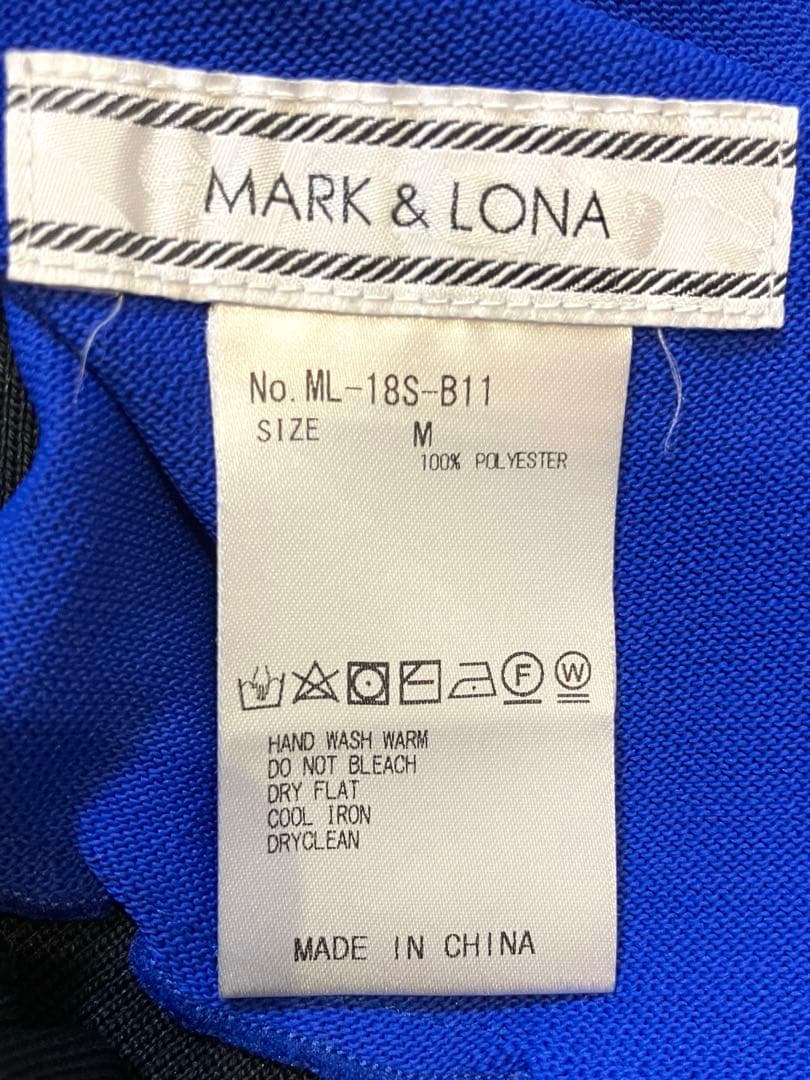 MARK & LONA
No. ML-18S-B11
SIZE M
100% POLYESTER
F W
HAND WASH WARM
DO NOT BLEACH
DRY FLAT
COOL IRON
DRYCLEAN
MADE IN CHINA